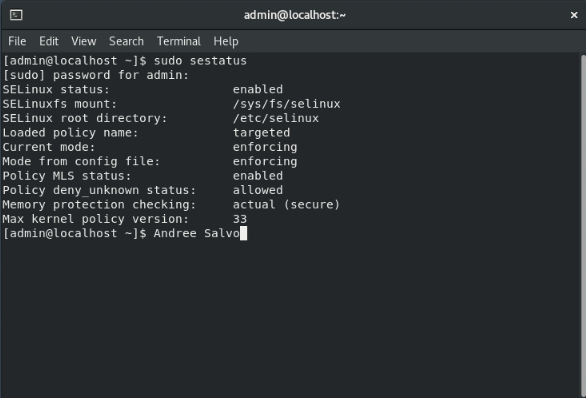 admin@localhost:~
File Edit View Search Terminal Help
[admin@localhost ~]$ sudo sestatus
[sudo] password for admin:
SELinux status:                 enabled
SELinuxfs mount:                /sys/fs/selinux
SELinux root directory:         /etc/selinux
Loaded policy name:             targeted
Current mode:                   enforcing
Mode from config file:          enforcing
Policy MLS status:              enabled
Policy deny_unknown status:     allowed
Memory protection checking:     actual (secure)
Max kernel policy version:      33
[admin@localhost ~]$ Andree Salvo